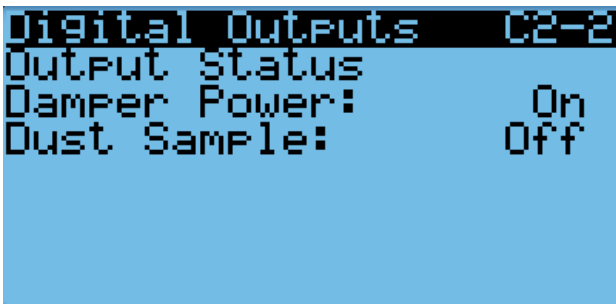 Digital Outputs C2-2
Output Status
Damper Power: On
Dust Sample: Off